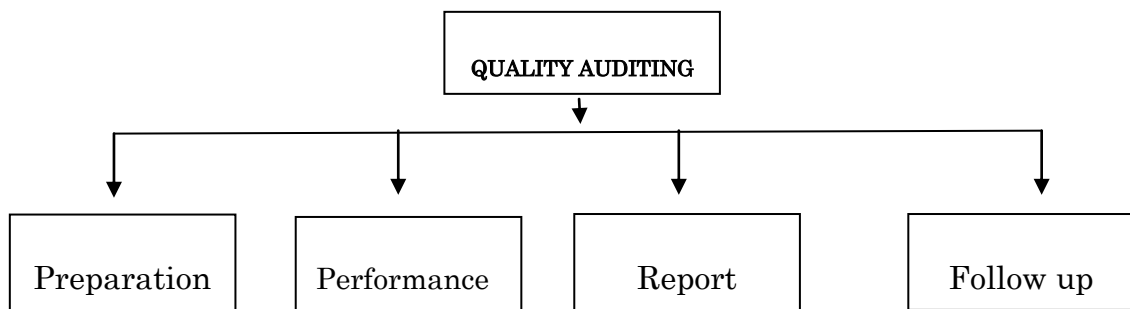 QUALITY AUDITING
Preparation
Performance
Report
Follow up